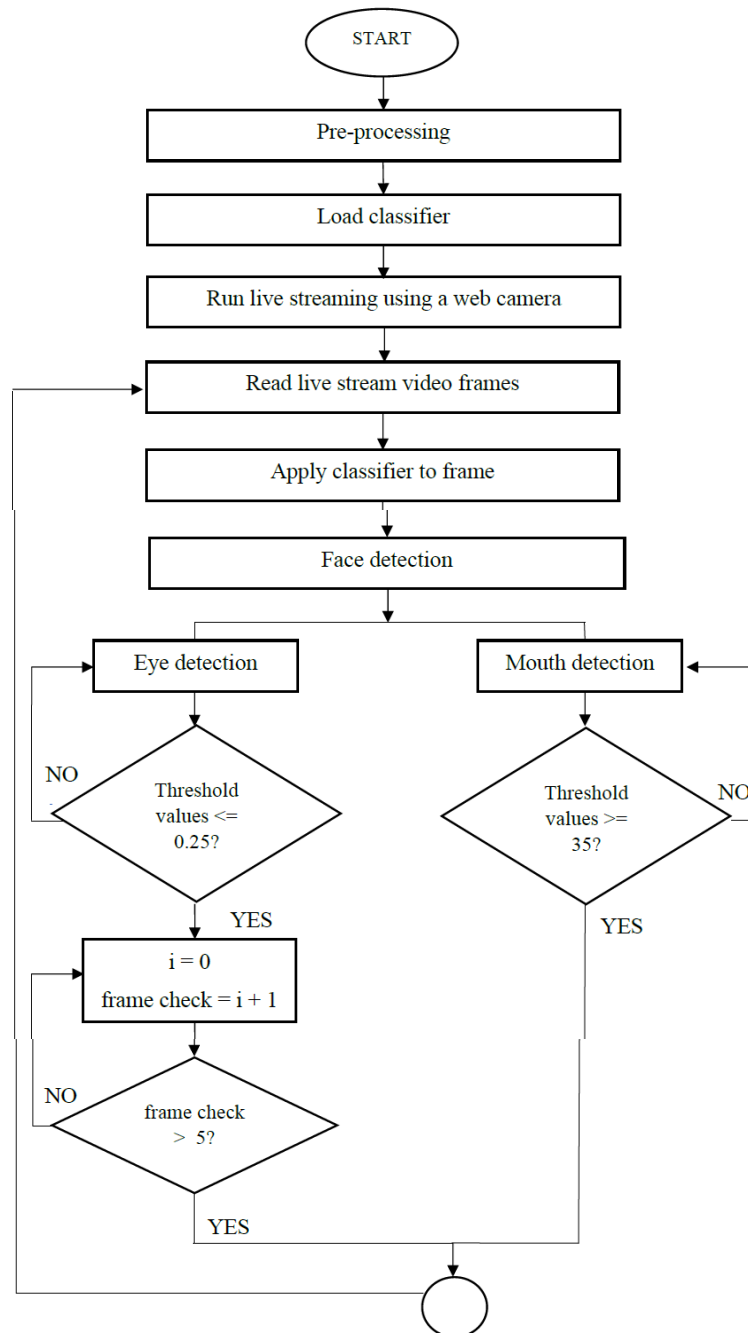 START
Pre-processing
Load classifier
Run live streaming using a web camera
Read live stream video frames
Apply classifier to frame
Face detection
Eye detection
Mouth detection
NO
Threshold
values <=
0.25?
Threshold
values >=
35?
NO
YES
YES
i = 0
frame check = i + 1
NO
frame check
> 5?
YES